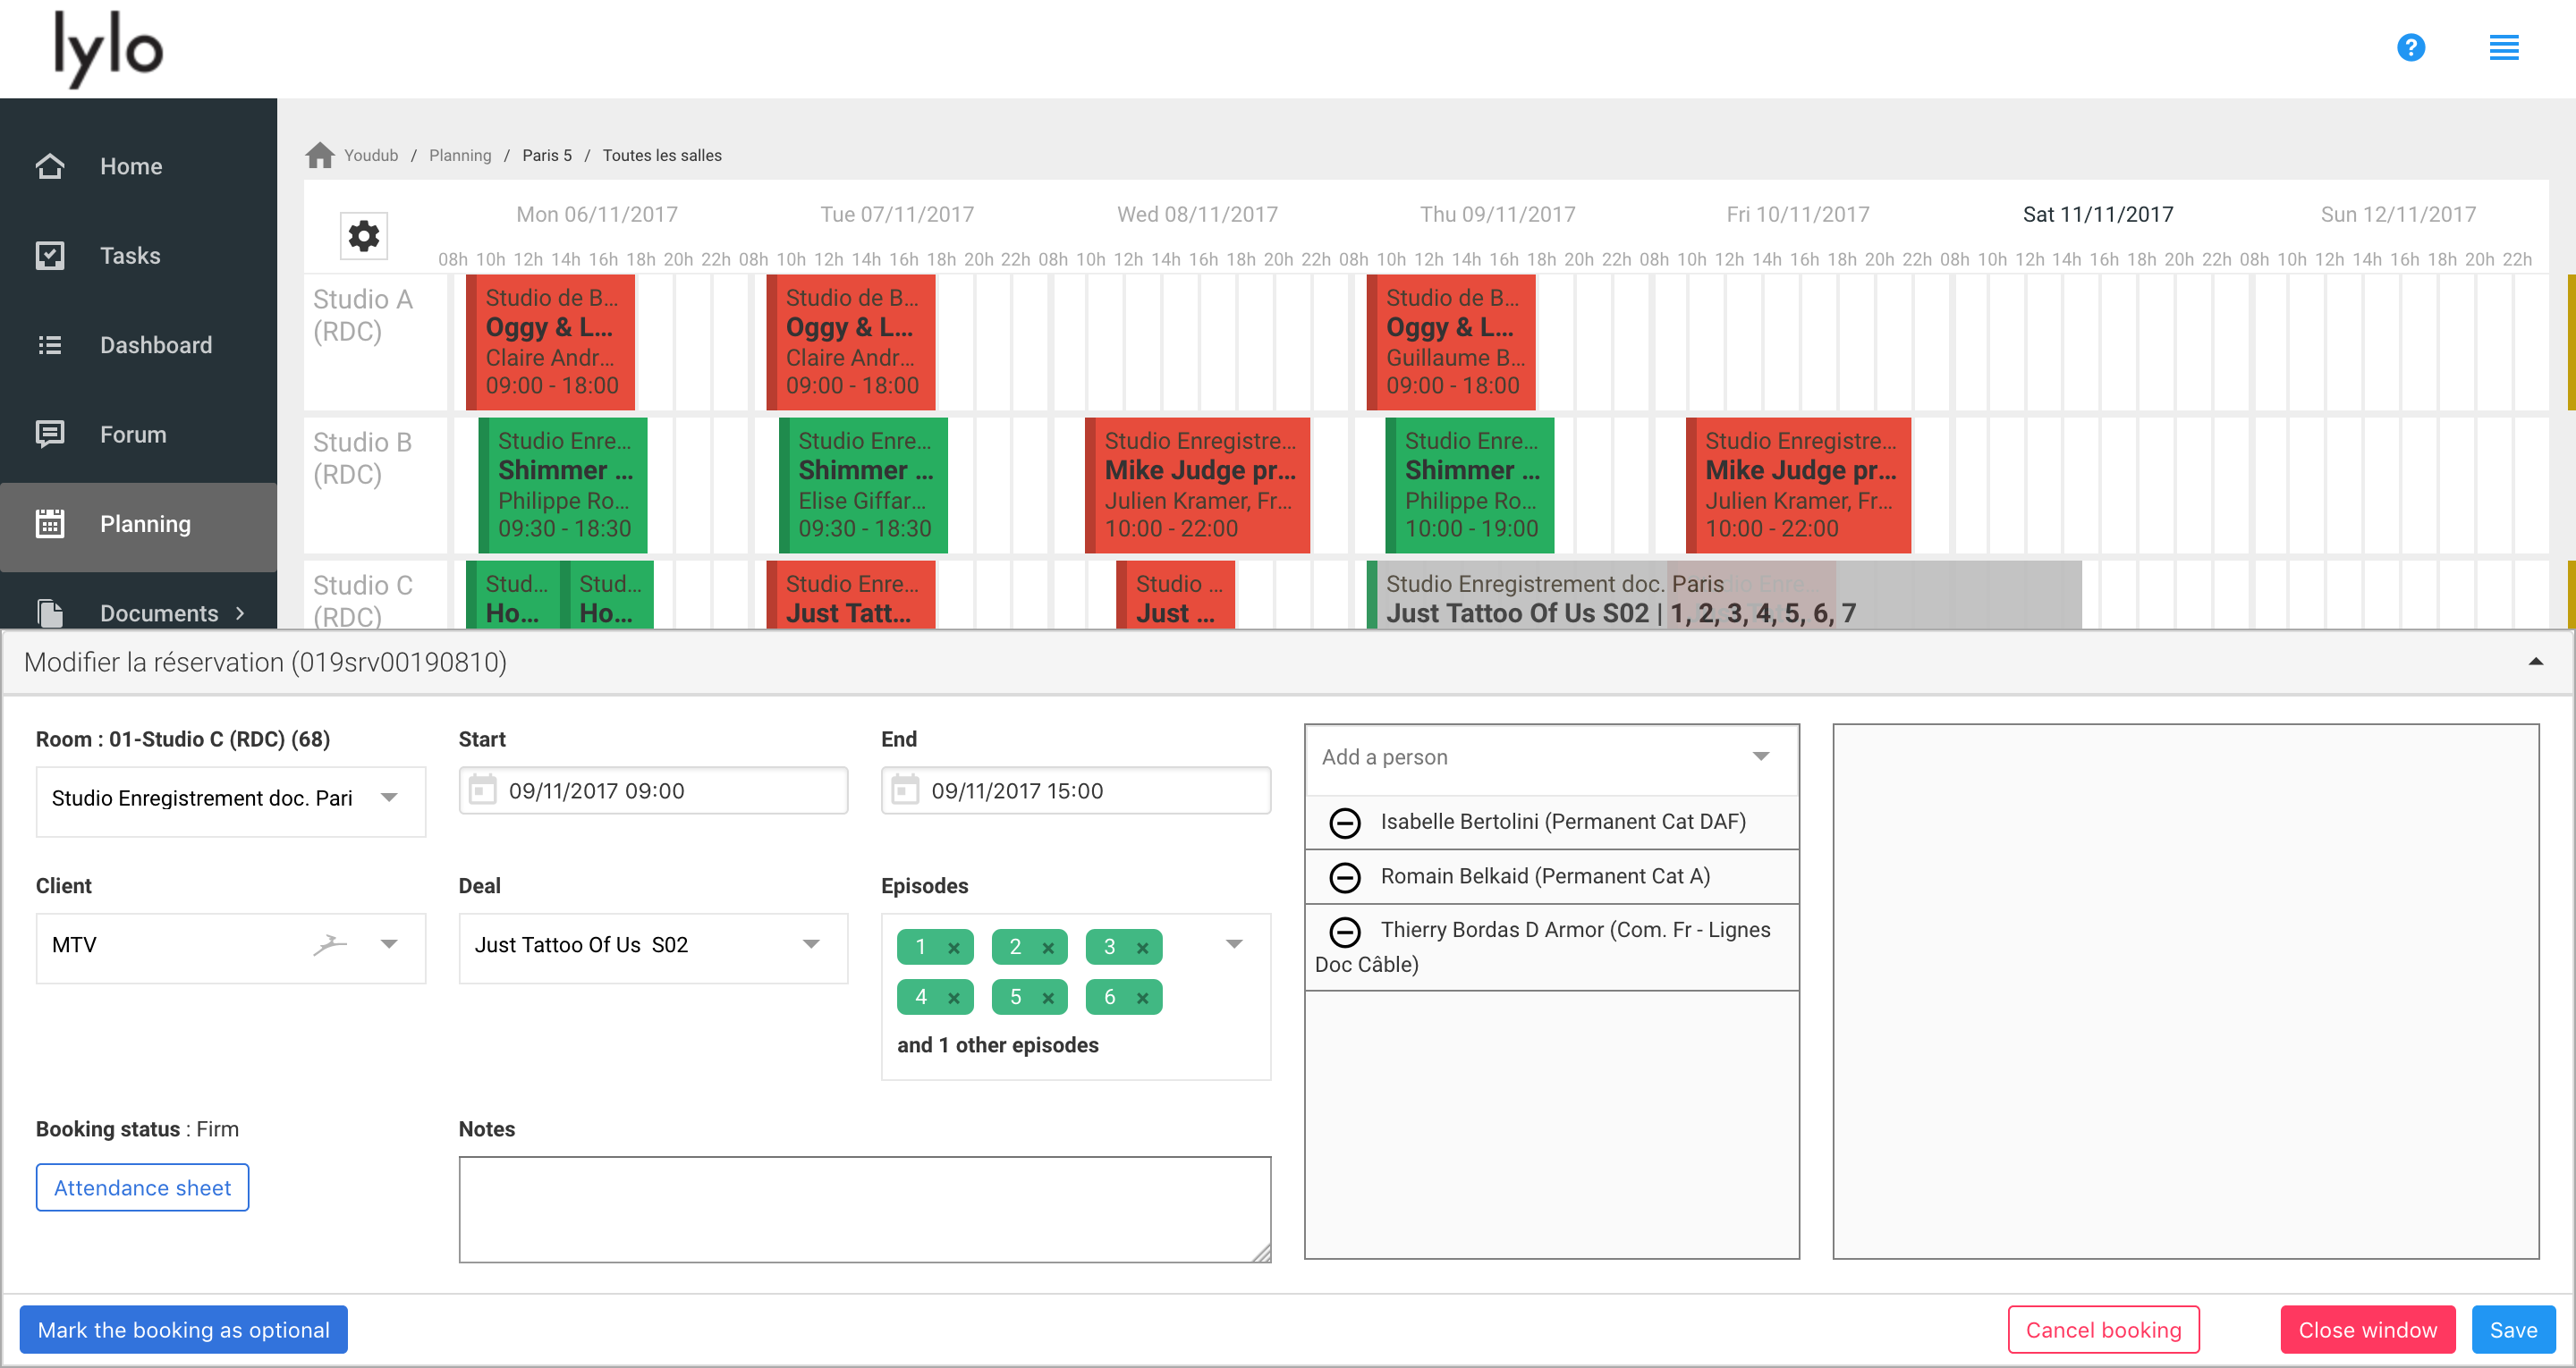 lylo
?
Home
Tasks
Dashboard
Forum
Planning
Documents
Youdub / Planning / Paris 5 / Toutes les salles
Mon 06/11/2017 Tue 07/11/2017 Wed 08/11/2017 Thu 09/11/2017 Fri 10/11/2017 Sat 11/11/2017 Sun 12/11/2017
08h 10h 12h 14h 16h 18h 20h 22h 08h 10h 12h 14h 16h 18h 20h 22h 08h 10h 12h 14h 16h 18h 20h 22h 08h 10h 12h 14h 16h 18h 20h 22h 08h 10h 12h 14h 16h 18h 20h 22h 08h 10h 12h 14h 16h 18h 20h 22h 08h 10h 12h 14h 16h 18h 20h 22h
Studio A
(RDC)
Studio de B...
Oggy & L...
Claire Andr...
09:00 - 18:00
Studio de B...
Oggy & L...
Claire Andr...
09:00 - 18:00
Studio de B...
Oggy & L...
Guillaume B...
09:00 - 18:00
Studio B
(RDC)
Studio Enre...
Shimmer ...
Philippe Ro...
09:30 - 18:30
Studio Enre...
Shimmer ...
Elise Giffar...
09:30 - 18:30
Studio Enregistre...
Mike Judge pr...
Julien Kramer, Fr...
10:00 - 22:00
Studio Enre...
Shimmer ...
Philippe Ro...
10:00 - 19:00
Studio Enregistre...
Mike Judge pr...
Julien Kramer, Fr...
10:00 - 22:00
Studio C
(RDC)
Stud...
Ho...
Stud...
Ho...
Studio Enre...
Just Tatt...
Studio ...
Just ...
Studio Enregistrement doc. Paris
Just Tattoo Of Us S02 | 1, 2, 3, 4, 5, 6, 7
Modifier la réservation (019srv00190810)
Room : 01-Studio C (RDC) (68)
Studio Enregistrement doc. Pari
Start
09/11/2017 09:00
End
09/11/2017 15:00
Client
MTV
Deal
Just Tattoo Of Us S02
Episodes
1 × 2 × 3 ×
4 × 5 × 6 ×
and 1 other episodes
Booking status : Firm
Attendance sheet
Notes
Add a person
Isabelle Bertolini (Permanent Cat DAF)
Romain Belkaid (Permanent Cat A)
Thierry Bordas D Armor (Com. Fr - Lignes
Doc Câble)
Mark the booking as optional
Cancel booking
Close window
Save